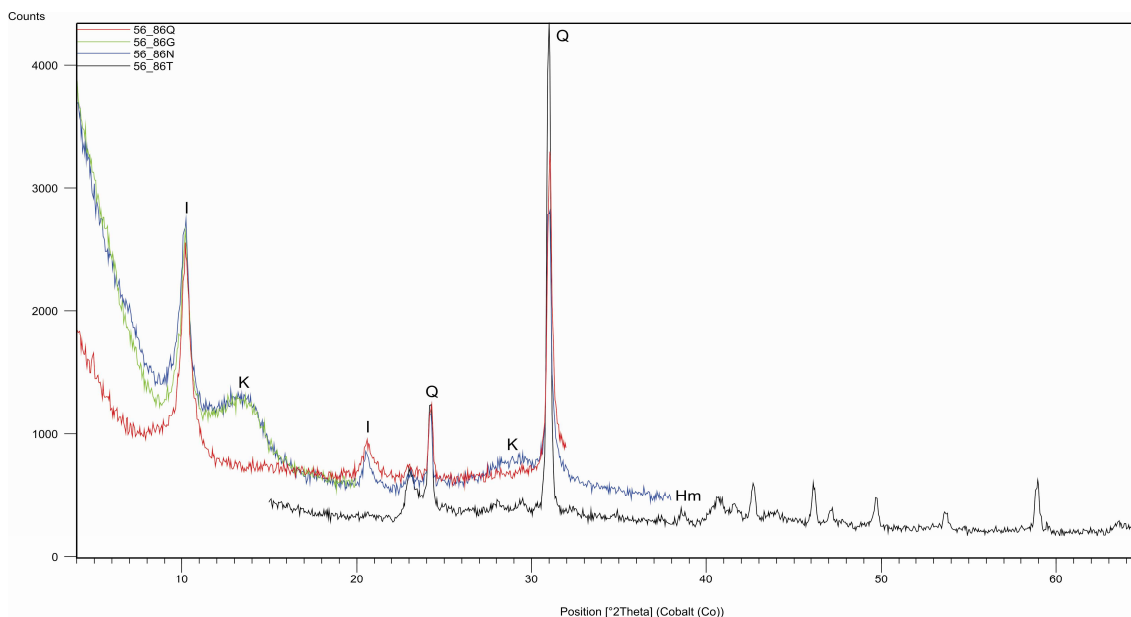 Counts
56_86Q
56_86G
56_86N
56_86T
Q
4000
3000
I
2000
K
Q
I
K
1000
Hm
0
10
20
30
40
50
60
Position [°2Theta] (Cobalt (Co))